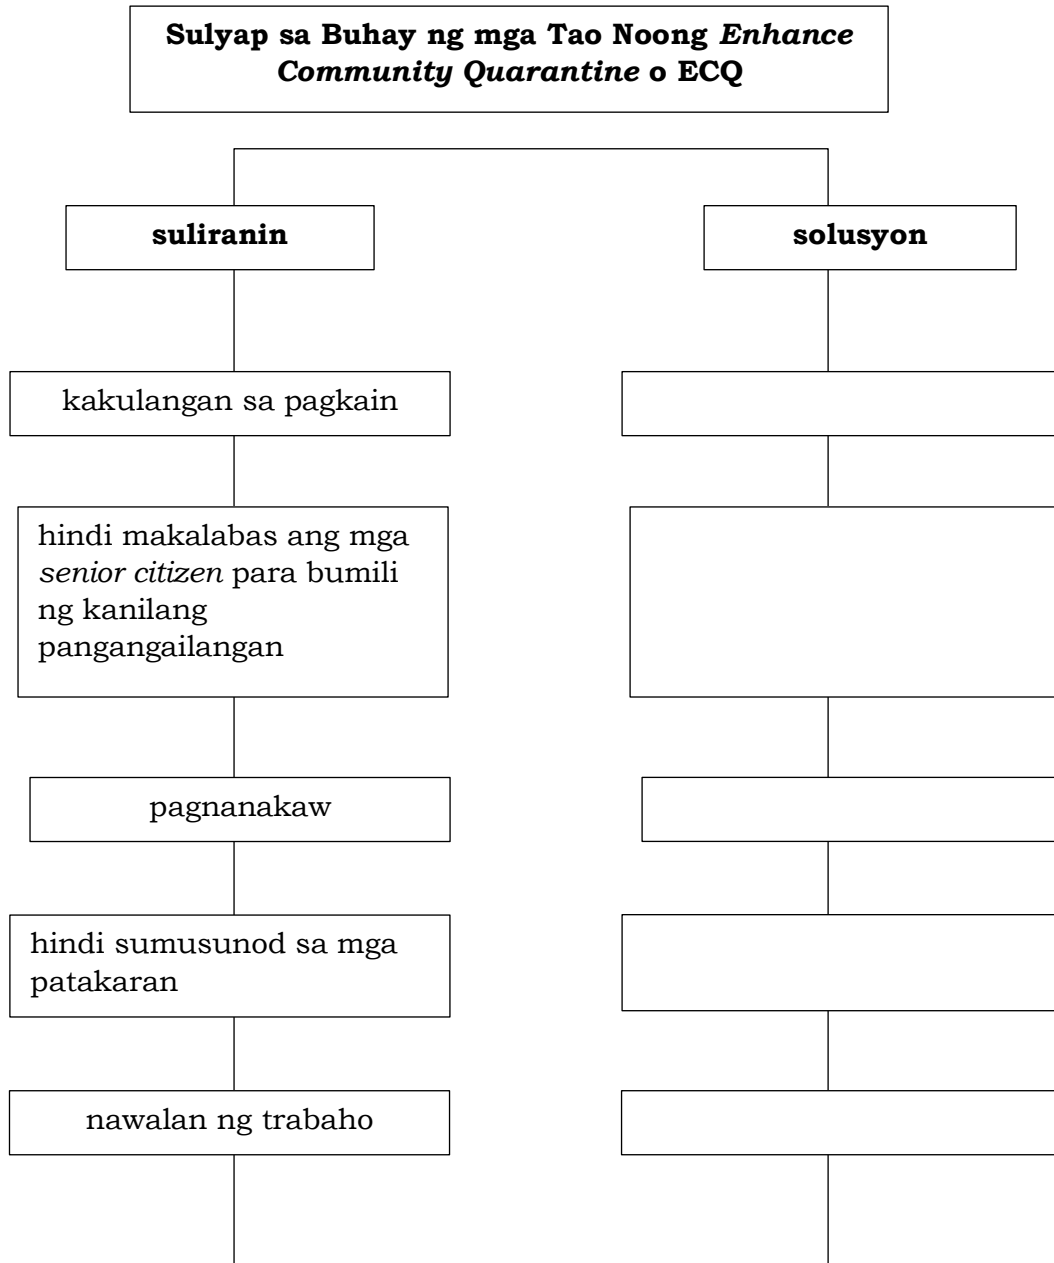 Sulyap sa Buhay ng mga Tao Noong Enhance
Community Quarantine o ECQ
suliranin
solusyon
kakulangan sa pagkain
hindi makalabas ang mga
senior citizen para bumili
ng kanilang
pangangailangan
pagnanakaw
hindi sumusunod sa mga
patakaran
nawalan ng trabaho